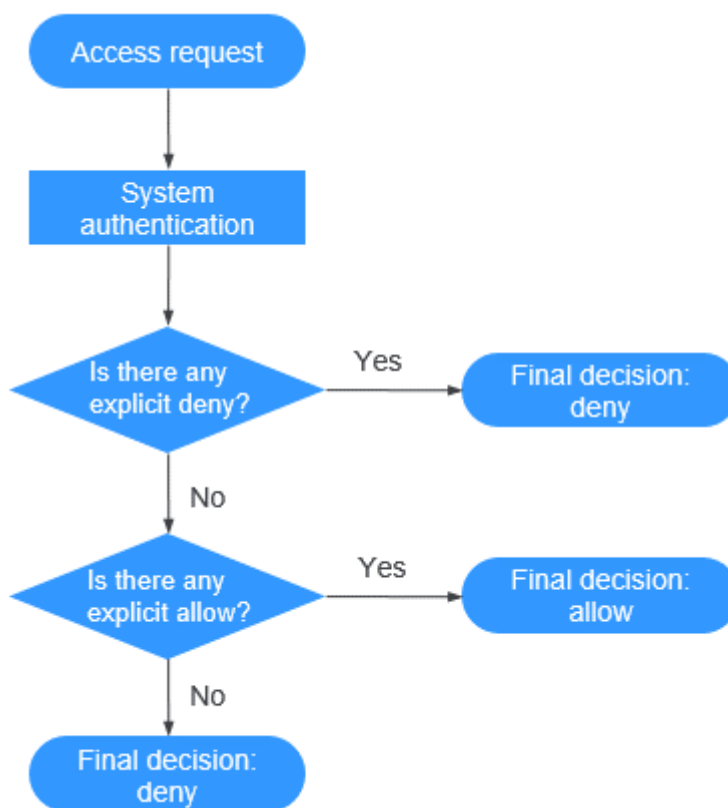 Access request
System
authentication
Is there any
explicit deny?
Yes
Final decision:
deny
No
Is there any
explicit allow?
Yes
Final decision:
allow
No
Final decision:
deny